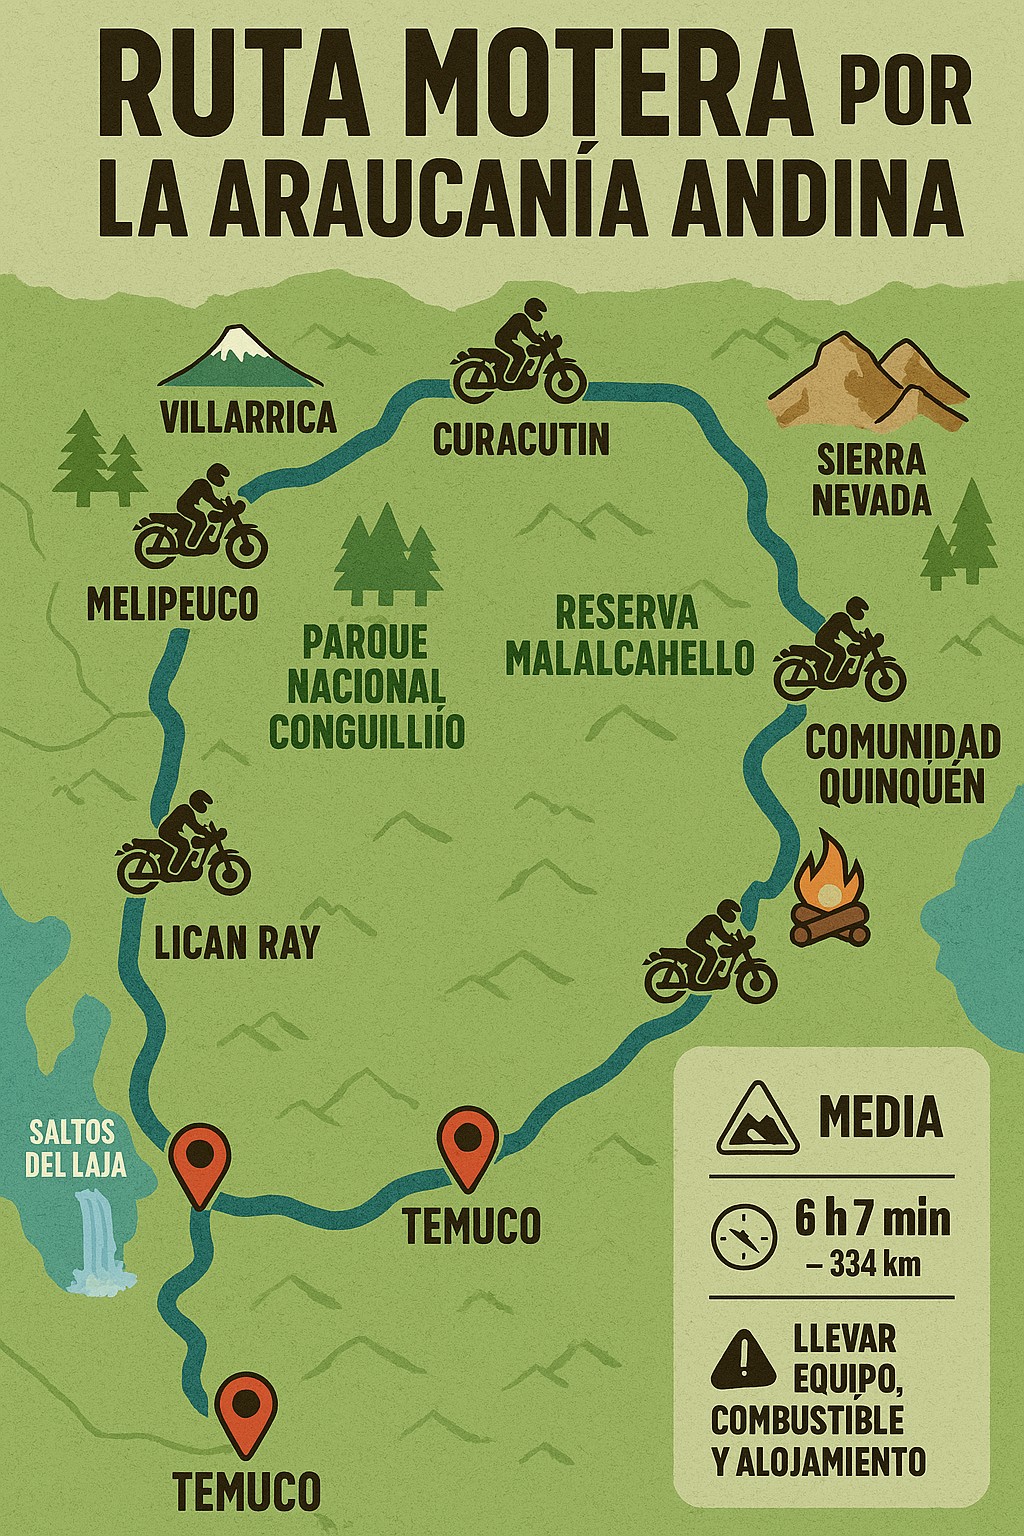 RUTA MOTERA POR
LA ARAUCANÍA ANDINA
VILLARRICA
CURACUTIN
SIERRA
NEVADA
MELIPEUCO
PARQUE
NACIONAL
CONGUILLIÍO
RESERVA
MALALCAHELLO
COMUNIDAD
QUINQUÉN
LICAN RAY
SALTOS
DEL LAJA
TEMUCO
TEMUCO
MEDIA
6 h 7 min
– 334 km
LLEVAR
EQUIPO,
COMBUSTÍBLE
Y ALOJAMIENTO